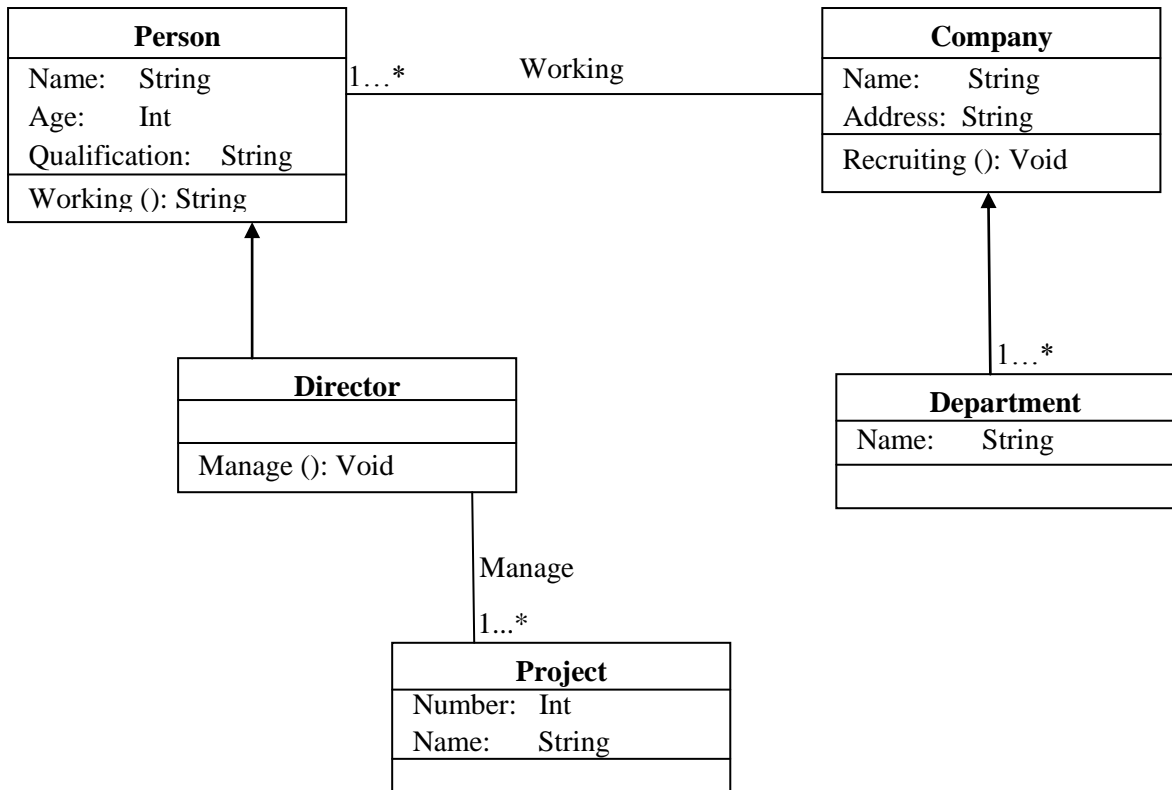 Person
Name: String
Age: Int
Qualification: String
Working (): String
1…*
Working
Company
Name: String
Address: String
Recruiting (): Void
Director
Manage (): Void
1…*
Department
Name: String
Manage
1...*
Project
Number: Int
Name: String